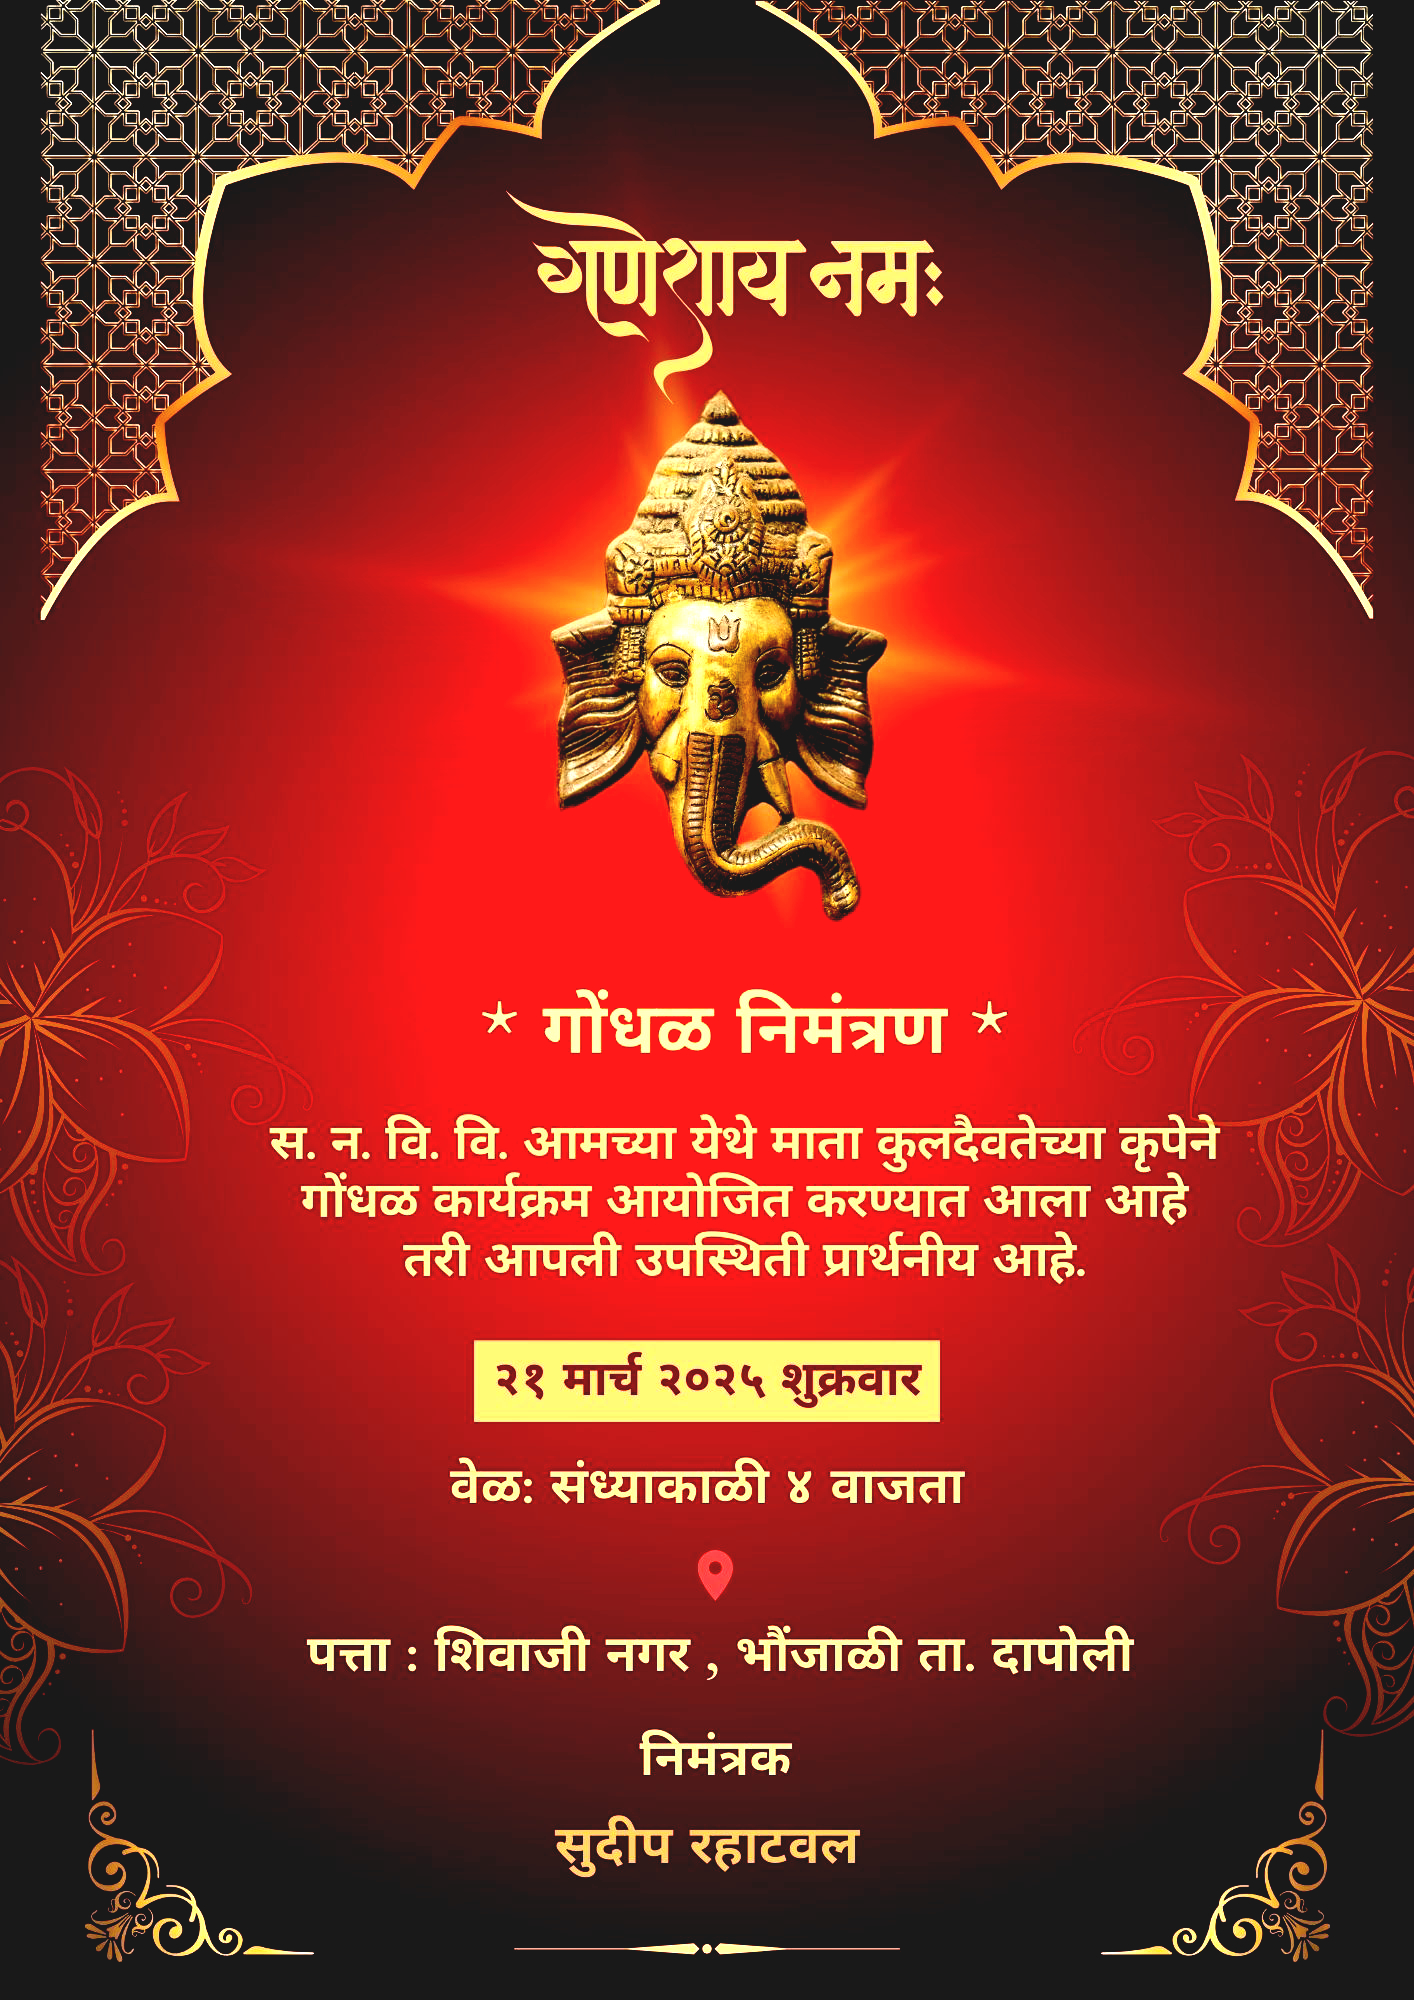 गणेशाय नमः
* गोंधळ निमंत्रण *
स. न. वि. वि. आमच्या येथे माता कुलदैवतेच्या कृपेने
गोंधळ कार्यक्रम आयोजित करण्यात आला आहे
तरी आपली उपस्थिती प्रार्थनीय आहे.
२१ मार्च २०२५ शुक्रवार
वेळ: संध्याकाळी ४ वाजता
पत्ता : शिवाजी नगर , भौंजाळी ता. दापोली
निमंत्रक
सुदीप रहाटवल